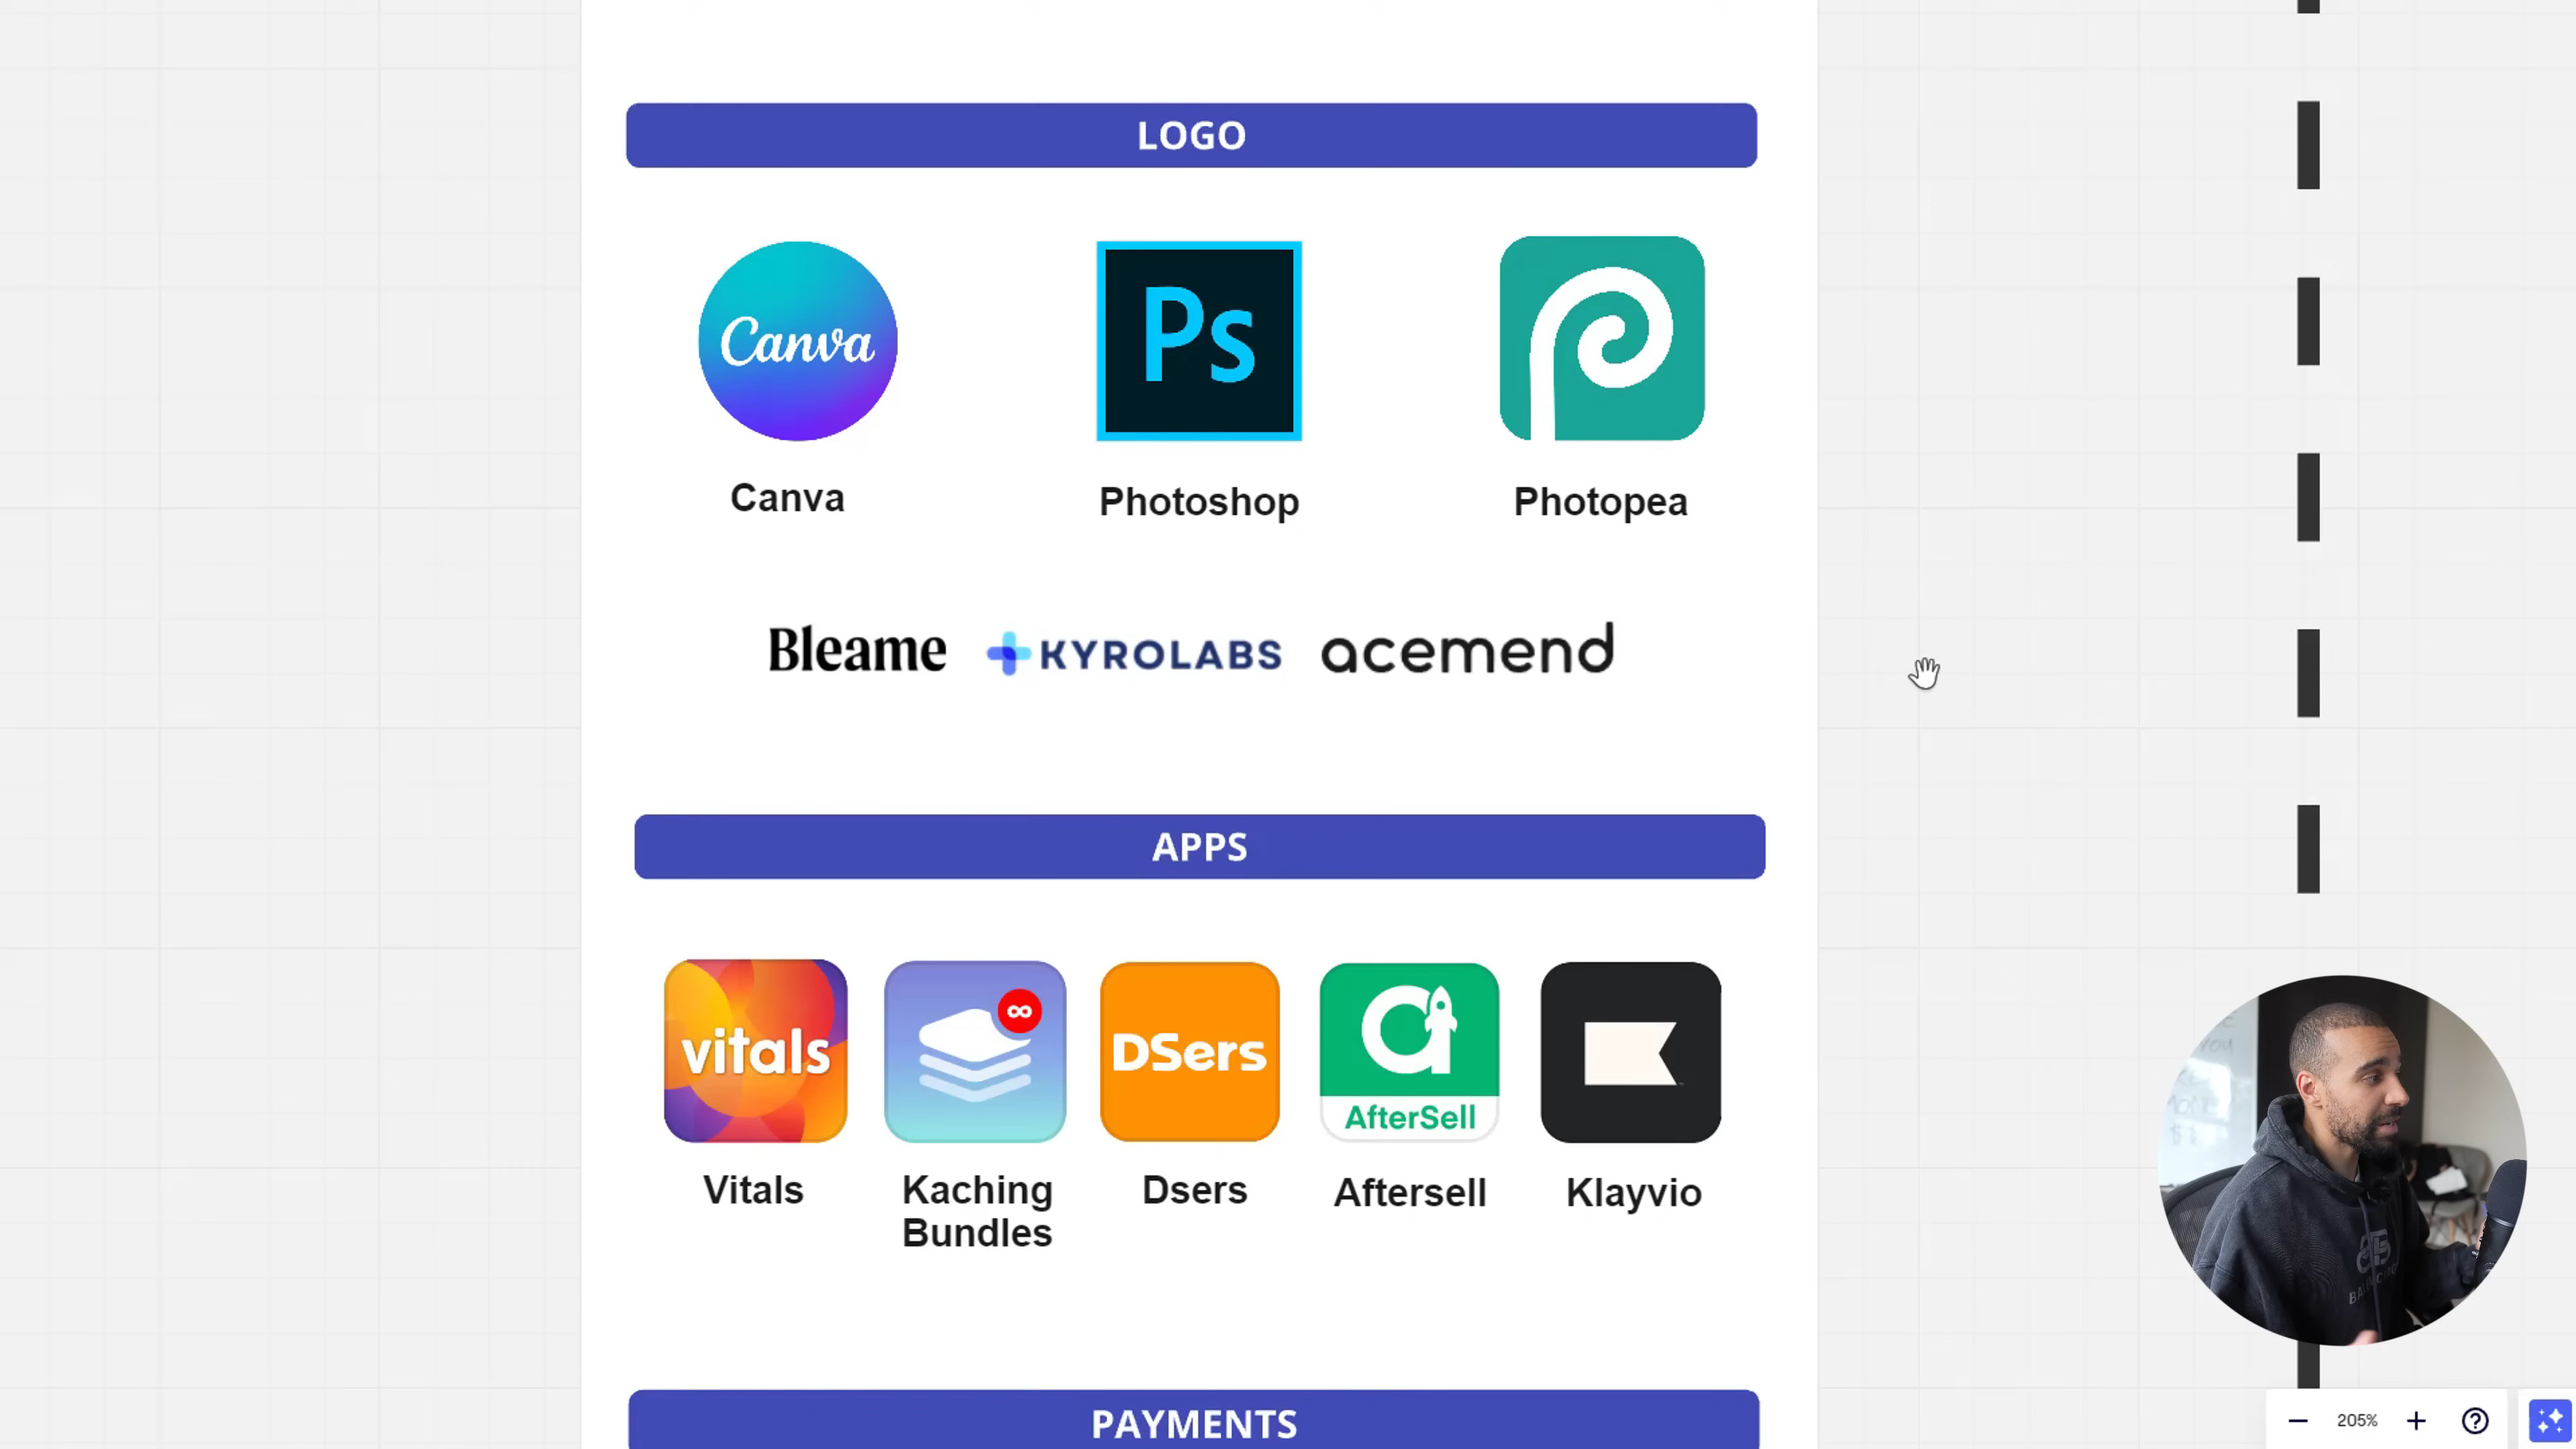 LOGO
Canva
Ps
Canva
Photoshop
Photopea
Bleame
KYROLABS
acemend
APPS
vitals
DSers
AfterSell
Vitals
Kaching
Bundles
Dsers
Aftersell
Klayvio
PAYMENTS
205%